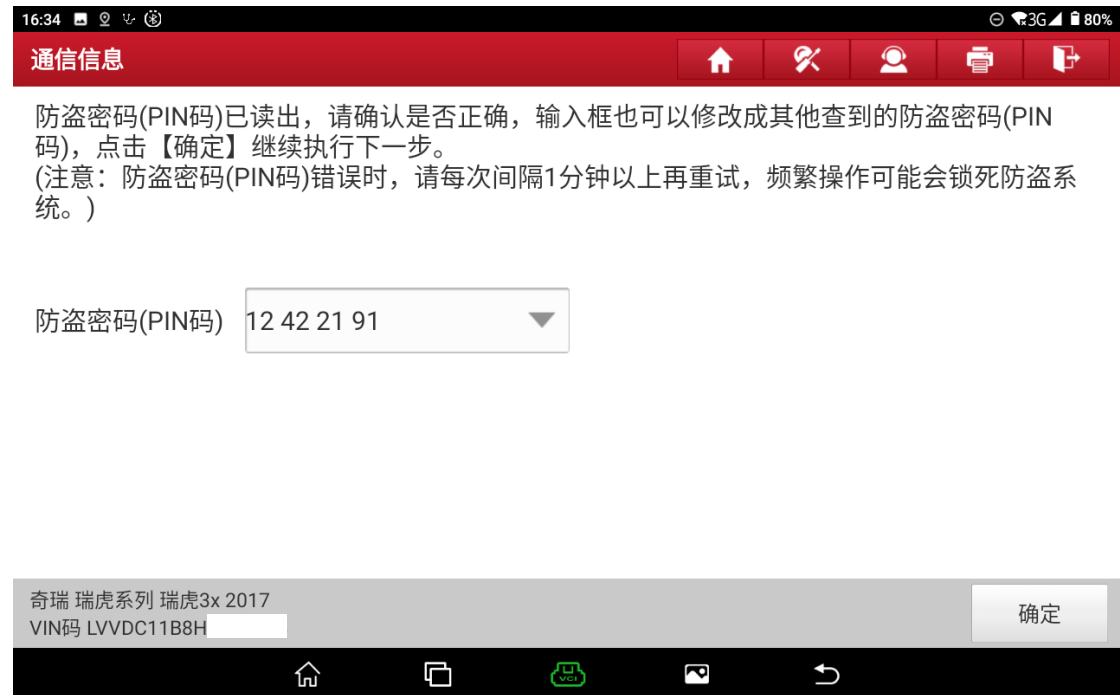 16:34 3G 80%
通信信息
防盗密码(PIN码)已读出，请确认是否正确，输入框也可以修改成其他查到的防盗密码(PIN
码)，点击【确定】继续执行下一步。
(注意：防盗密码(PIN码)错误时，请每次间隔1分钟以上再重试，频繁操作可能会锁死防盗系
统。)
防盗密码(PIN码) 12 42 21 91
奇瑞 瑞虎系列 瑞虎3x 2017
VIN码 LVVDC11B8H
确定
VCI